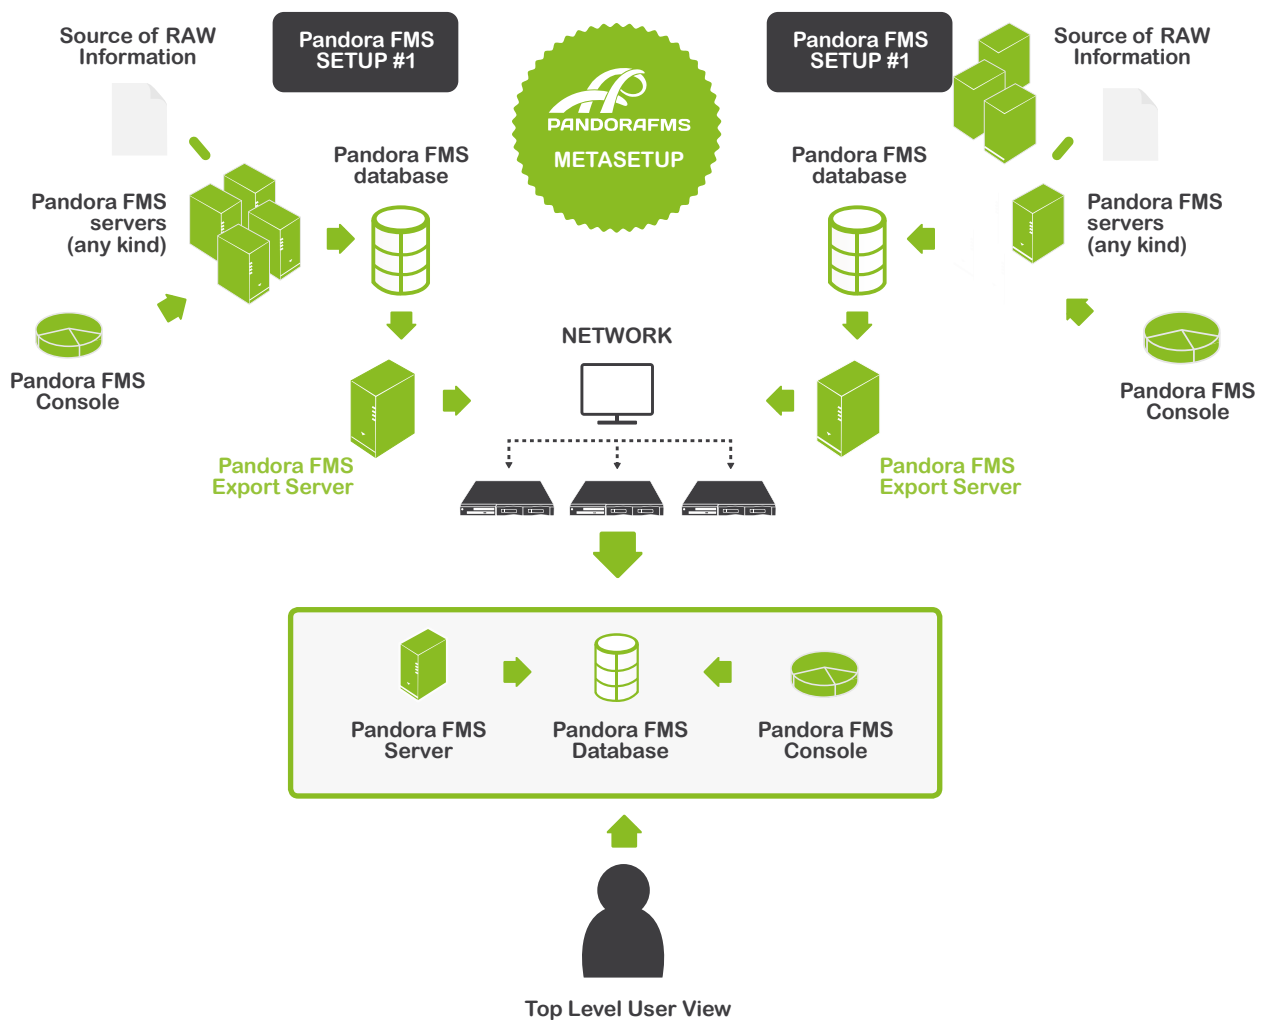 Source of RAW
Information
Pandora FMS
SETUP #1
PANDORAFMS
METASETUP
Pandora FMS
SETUP #1
Source of RAW
Information
Pandora FMS
database
Pandora FMS
database
Pandora FMS
servers
(any kind)
Pandora FMS
servers
(any kind)
NETWORK
Pandora FMS
Console
Pandora FMS
Console
Pandora FMS
Export Server
Pandora FMS
Export Server
Pandora FMS
Server
Pandora FMS
Database
Pandora FMS
Console
Top Level User View